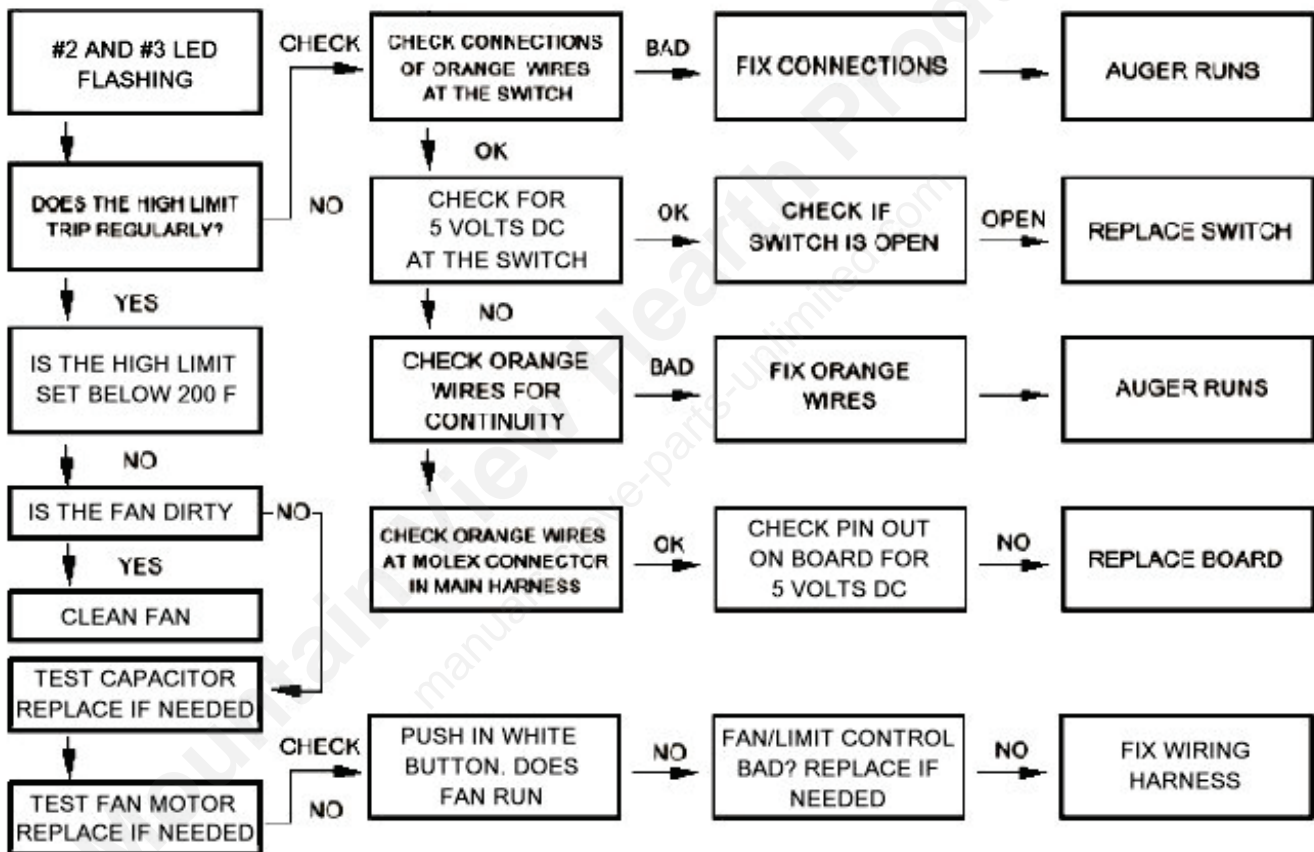 #2 AND #3 LED
FLASHING
CHECK
CHECK CONNECTIONS
OF ORANGE WIRES
AT THE SWITCH
BAD
FIX CONNECTIONS
AUGER RUNS
OK
DOES THE HIGH LIMIT
TRIP REGULARLY?
NO
CHECK FOR
5 VOLTS DC
AT THE SWITCH
OK
CHECK IF
SWITCH IS OPEN
OPEN
REPLACE SWITCH
YES
NO
IS THE HIGH LIMIT
SET BELOW 200 F
CHECK ORANGE
WIRES FOR
CONTINUITY
BAD
FIX ORANGE
WIRES
AUGER RUNS
NO
IS THE FAN DIRTY
NO
CHECK ORANGE WIRES
AT MOLEX CONNECTOR
IN MAIN HARNESS
OK
CHECK PIN OUT
ON BOARD FOR
5 VOLTS DC
NO
REPLACE BOARD
YES
CLEAN FAN
TEST CAPACITOR
REPLACE IF NEEDED
CHECK
PUSH IN WHITE
BUTTON. DOES
FAN RUN
NO
FAN/LIMIT CONTROL
BAD? REPLACE IF
NEEDED
NO
FIX WIRING
HARNESS
TEST FAN MOTOR
REPLACE IF NEEDED
NO
Mountain View Hearth Produ